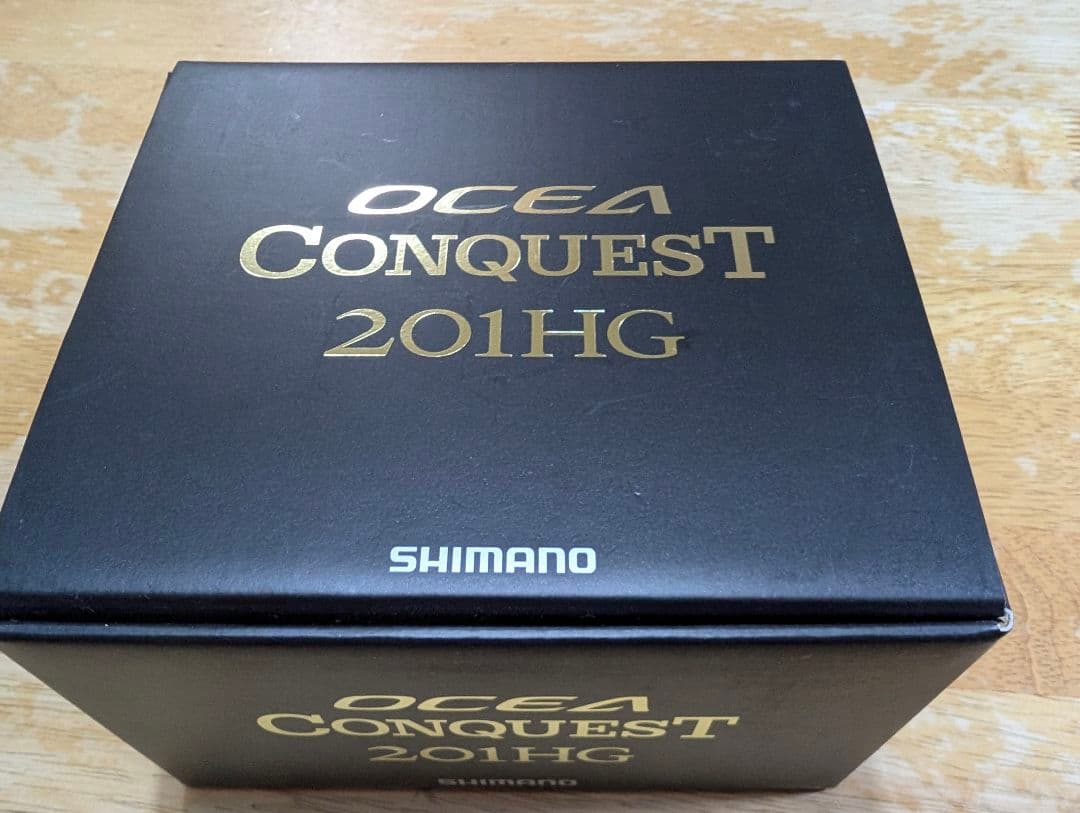 OCEA
CONQUEST
201HG
SHIMANO
OCEA
CONQUEST
201HG
SHIMANO